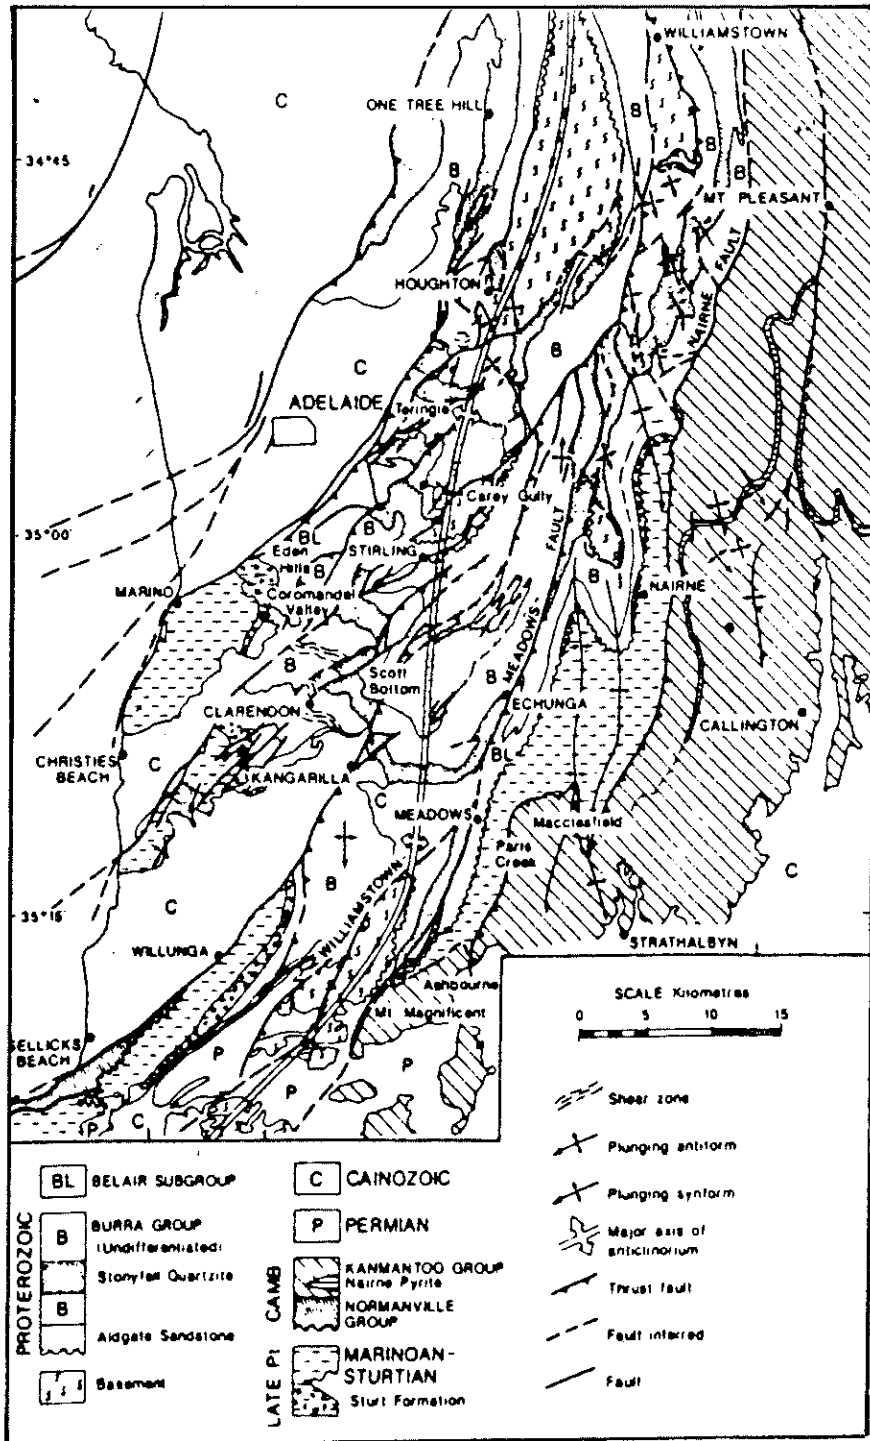 WILLIAMSTOWN
C
ONE TREE HILL
34°45'
B
B
B
B
B
MT PLEASANT
HOUGHTON
NAIRNE FAULT
B
C
ADELAIDE
Teringie
Carey Gully
35°00'
BL
B
Eden
Hills
STIRLING
B
FAULT
B
MARINO
Coromandel
Valley
NAIRNE
B
Scott
Bottom
MEADOWS-
B
CLARENDON
ECHUNGA
CALLINGTON
CHRISTIES
BEACH
C
KANGARILLA
BL
C
MEADOWS
Macclesfield
Paris
Creek
C
B
35°15'
C
WILLIAMSTOWN
WILLUNGA
STRATHALBYN
Ashbourne
Mt. Magnificent
SELLICKS
BEACH
P
P
C
P
SCALE Kilometres
0 5 10 15
Shear zone
Plunging antiform
Plunging synform
Major axis of
anticlinorium
Thrust fault
Fault inferred
Fault
PROTEROZOIC
BL BELAIR SUBGROUP
B BURRA GROUP
(Undifferentiated)
Stonyfell Quartzite
B
Aldgate Sandstone
Basement
C CAINOZOIC
P PERMIAN
CAMB
KANMANTOO GROUP
Nairne Pyrite
NORMANVILLE
GROUP
LATE Pt
MARINOAN-
STURTIAN
Sturt Formation